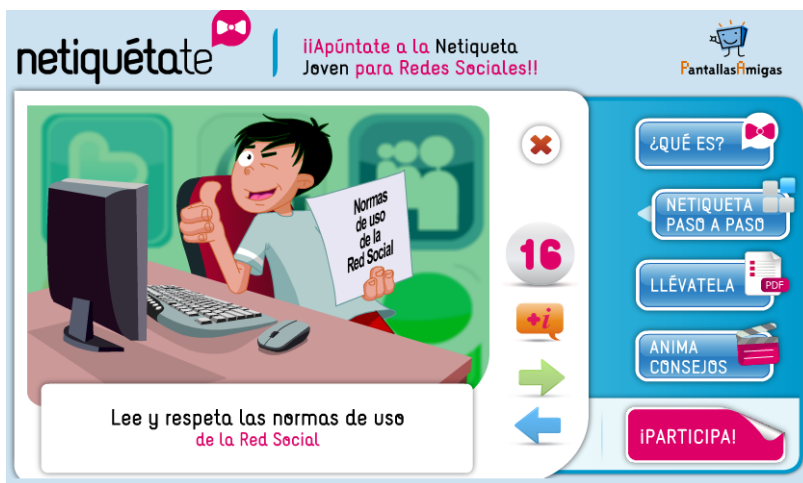 netiquétate
¡¡Apúntate a la Netiqueta
Joven para Redes Sociales!!
PantallasAmigas
Normas
de uso
de la
Red Social
16
+i
Lee y respeta las normas de uso
de la Red Social
¿QUÉ ES?
NETIQUETA
PASO A PASO
LLÉVATELA
PDF
ANIMA
CONSEJOS
¡PARTICIPA!